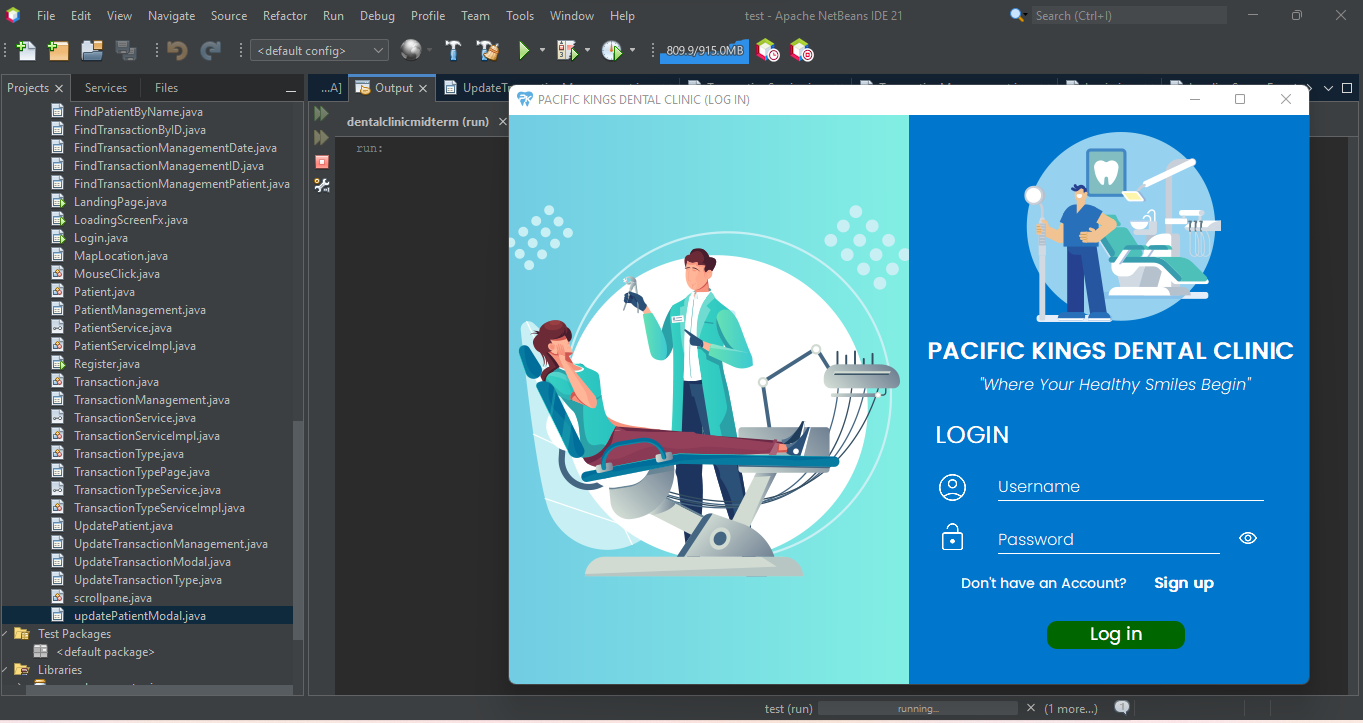 File Edit View Navigate Source Refactor Run Debug Profile Team Tools Window Help
test - Apache NetBeans IDE 21
Search (Ctrl+I)
<default config>
809.9/915.0MB
Projects
Services
Files
...A]
Output
FindPatientByName.java
FindTransactionByID.java
FindTransactionManagementDate.java
FindTransactionManagementID.java
FindTransactionManagementPatient.java
LandingPage.java
LoadingScreenFx.java
Login.java
MapLocation.java
MouseClick.java
Patient.java
PatientManagement.java
PatientService.java
PatientServiceImpl.java
Register.java
Transaction.java
TransactionManagement.java
TransactionService.java
TransactionServiceImpl.java
TransactionType.java
TransactionTypePage.java
TransactionTypeService.java
TransactionTypeServiceImpl.java
UpdatePatient.java
UpdateTransactionManagement.java
UpdateTransactionModal.java
UpdateTransactionType.java
scrollpane.java
updatePatientModal.java
Test Packages
<default package>
Libraries
dentalclinicmidterm (run)
run:
PACIFIC KINGS DENTAL CLINIC (LOG IN)
PACIFIC KINGS DENTAL CLINIC
"Where Your Healthy Smiles Begin"
LOGIN
Username
Password
Don't have an Account? Sign up
Log in
test (run)
running...
(1 more...)
1